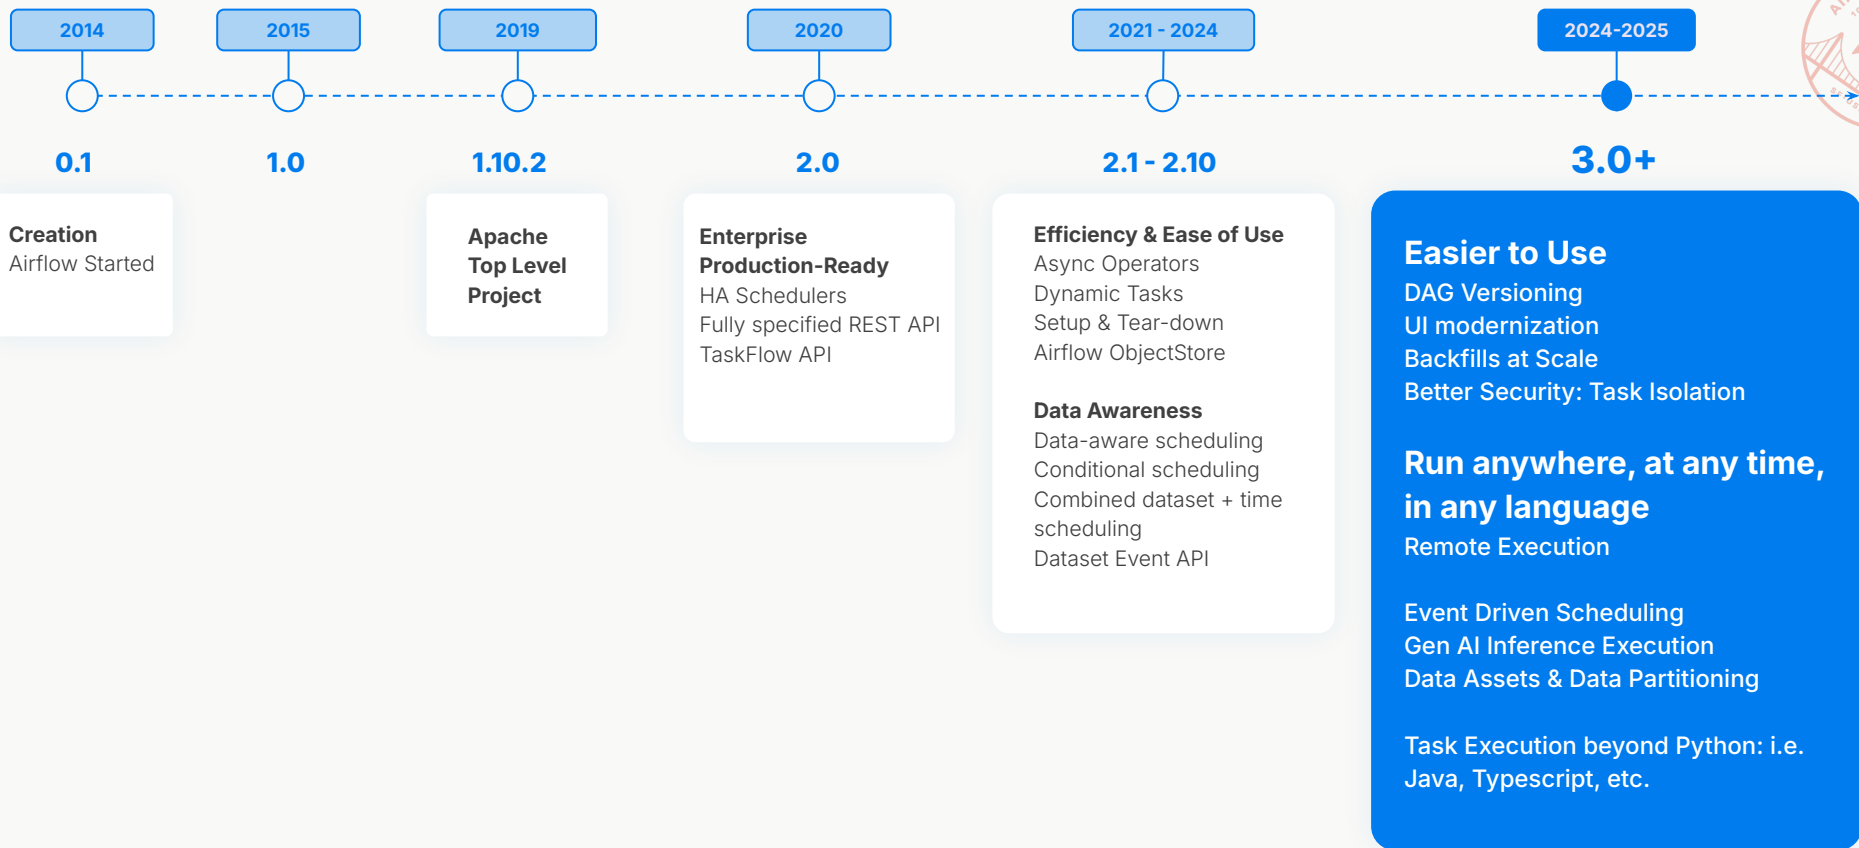 2014
2015
2019
2020
2021 - 2024
2024-2025
0.1
1.0
1.10.2
2.0
2.1 - 2.10
3.0+
Creation
Airflow Started
Apache
Top Level
Project
Enterprise
Production-Ready
HA Schedulers
Fully specified REST API
TaskFlow API
Efficiency & Ease of Use
Async Operators
Dynamic Tasks
Setup & Tear-down
Airflow ObjectStore
Data Awareness
Data-aware scheduling
Conditional scheduling
Combined dataset + time
scheduling
Dataset Event API
Easier to Use
DAG Versioning
UI modernization
Backfills at Scale
Better Security: Task Isolation
Run anywhere, at any time,
in any language
Remote Execution
Event Driven Scheduling
Gen AI Inference Execution
Data Assets & Data Partitioning
Task Execution beyond Python: i.e.
Java, Typescript, etc.